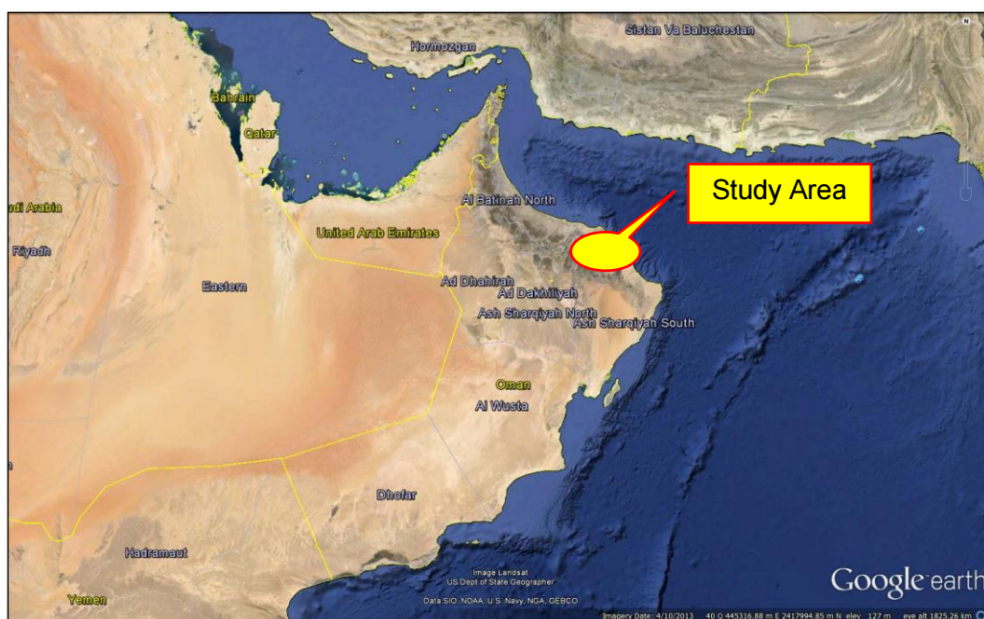 Sistan Va Baluchestan
N
Hormozgan
Bahrain
Qatar
Study Area
Al Batinah North
udi Arabia
United Arab Emirates
Riyadh
Eastern
Ad Dhahirah
Ad Dakhiliyah
Ash Sharqiyah North
Ash Sharqiyah South
Oman
Al Wusta
Dhofar
Hadramaut
Yemen
Image Landsat
US Dept of State Geographer
Data SIO, NOAA, U.S. Navy, NGA, GEBCO
Google earth
Imagery Date: 4/10/2013 40 Q 445316.88 m E 2417994.85 m N elev 127 m eye alt 1825.26 km